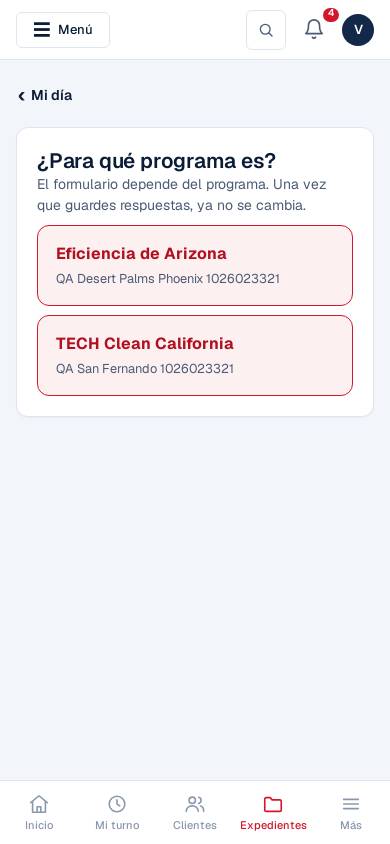 Menú
4
V
‹ Mi día
¿Para qué programa es?
El formulario depende del programa. Una vez
que guardes respuestas, ya no se cambia.
Eficiencia de Arizona
QA Desert Palms Phoenix 1026023321
TECH Clean California
QA San Fernando 1026023321
Inicio
Mi turno
Clientes
Expedientes
Más